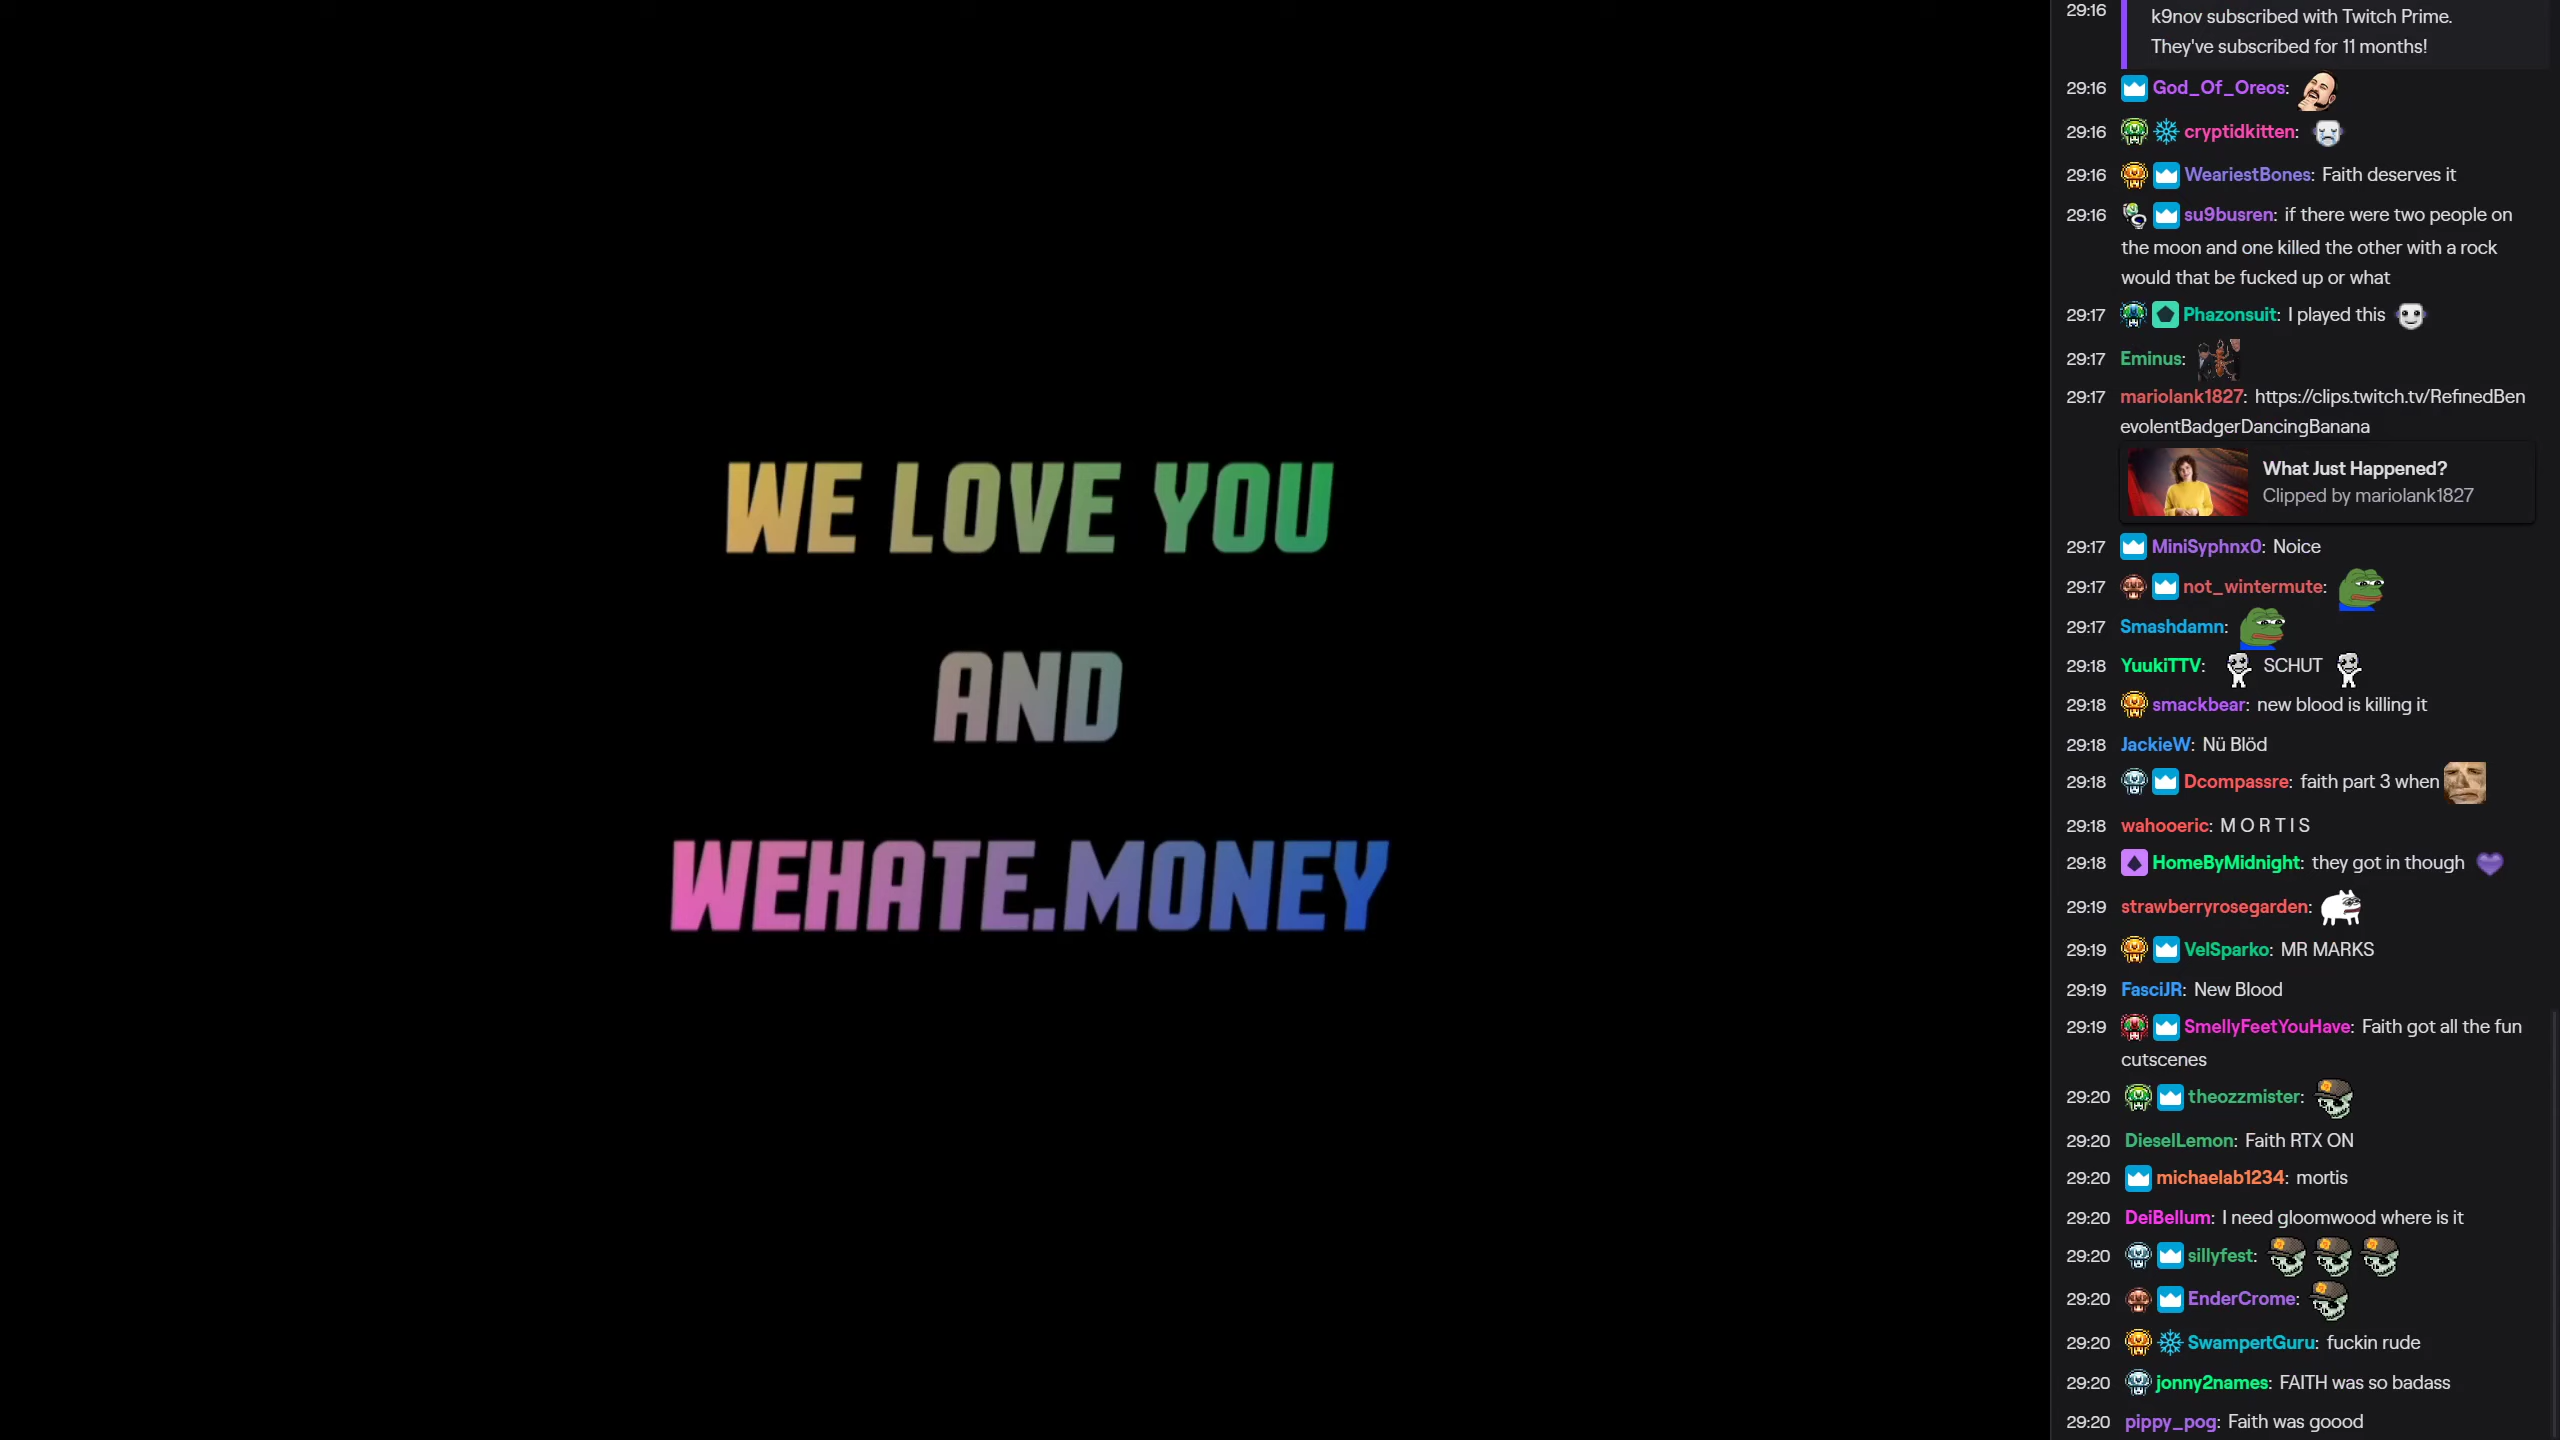 WE LOVE YOU
AND
WEHATE.MONEY
29:16 k9nov subscribed with Twitch Prime.
They've subscribed for 11 months!
29:16 God_Of_Oreos:
29:16 cryptidkitten:
29:16 WeariestBones: Faith deserves it
29:16 su9busren: if there were two people on
the moon and one killed the other with a rock
would that be fucked up or what
29:17 Phazonsuit: I played this
29:17 Eminus:
29:17 mariolank1827: https://clips.twitch.tv/RefinedBen
evolentBadgerDancingBanana
What Just Happened?
Clipped by mariolank1827
29:17 MiniSyphnx0: Noice
29:17 not_wintermute:
29:17 Smashdamn:
29:18 YuukiTTV: SCHUT
29:18 smackbear: new blood is killing it
29:18 JackieW: Nü Blöd
29:18 Dcompassre: faith part 3 when
29:18 wahooeric: M O R T I S
29:18 HomeByMidnight: they got in though
29:19 strawberryrosegarden:
29:19 VelSparko: MR MARKS
29:19 FasciJR: New Blood
29:19 SmellyFeetYouHave: Faith got all the fun
cutscenes
29:20 theozzmister:
29:20 DieselLemon: Faith RTX ON
29:20 michaelab1234: mortis
29:20 DeiBellum: I need gloomwood where is it
29:20 sillyfest:
29:20 EnderCrome:
29:20 SwampertGuru: fuckin rude
29:20 jonny2names: FAITH was so badass
29:20 pippy_pog: Faith was goood